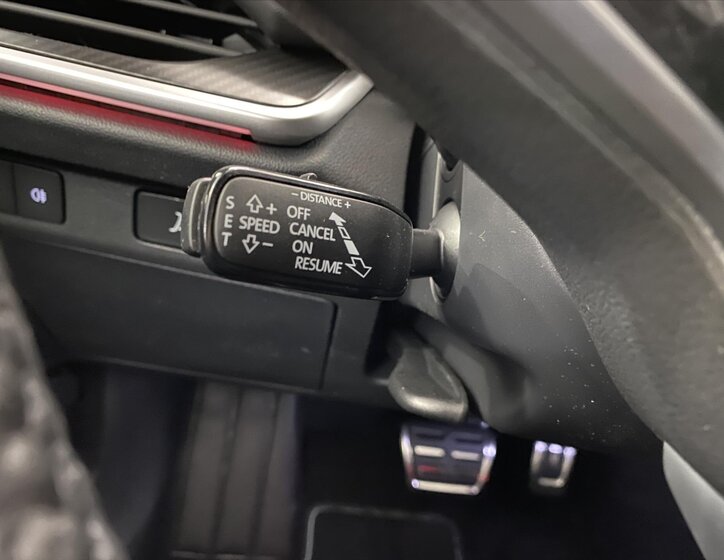 - DISTANCE +
S
E
T
+
SPEED
-
OFF
CANCEL
ON
RESUME